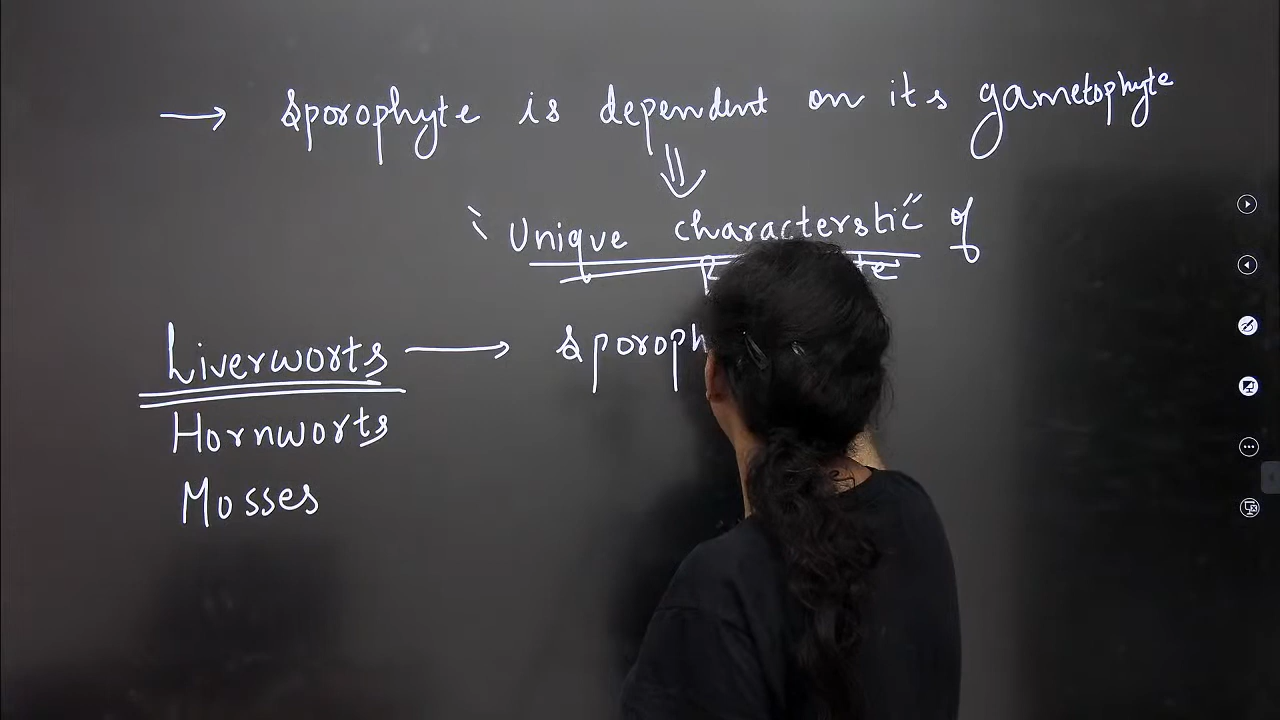 → Sporophyte is dependent on its gametophyte
⇓
"Unique characterstic" of
Liverworts → Sporoph
Hornworts
Mosses